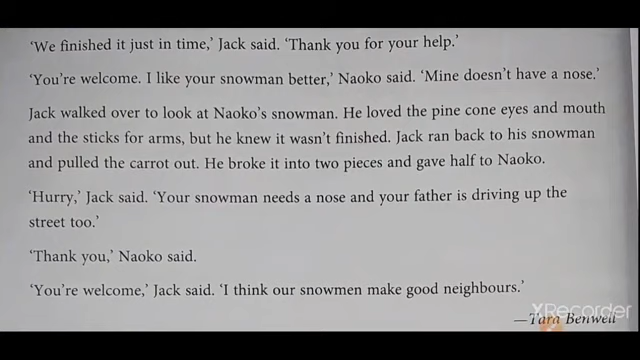 ‘We finished it just in time,’ Jack said. ‘Thank you for your help.’
‘You’re welcome. I like your snowman better,’ Naoko said. ‘Mine doesn’t have a nose.’
Jack walked over to look at Naoko’s snowman. He loved the pine cone eyes and mouth
and the sticks for arms, but he knew it wasn’t finished. Jack ran back to his snowman
and pulled the carrot out. He broke it into two pieces and gave half to Naoko.
‘Hurry,’ Jack said. ‘Your snowman needs a nose and your father is driving up the
street too.’
‘Thank you,’ Naoko said.
‘You’re welcome,’ Jack said. ‘I think our snowmen make good neighbours.’
XRecorder
—Tara Benwell